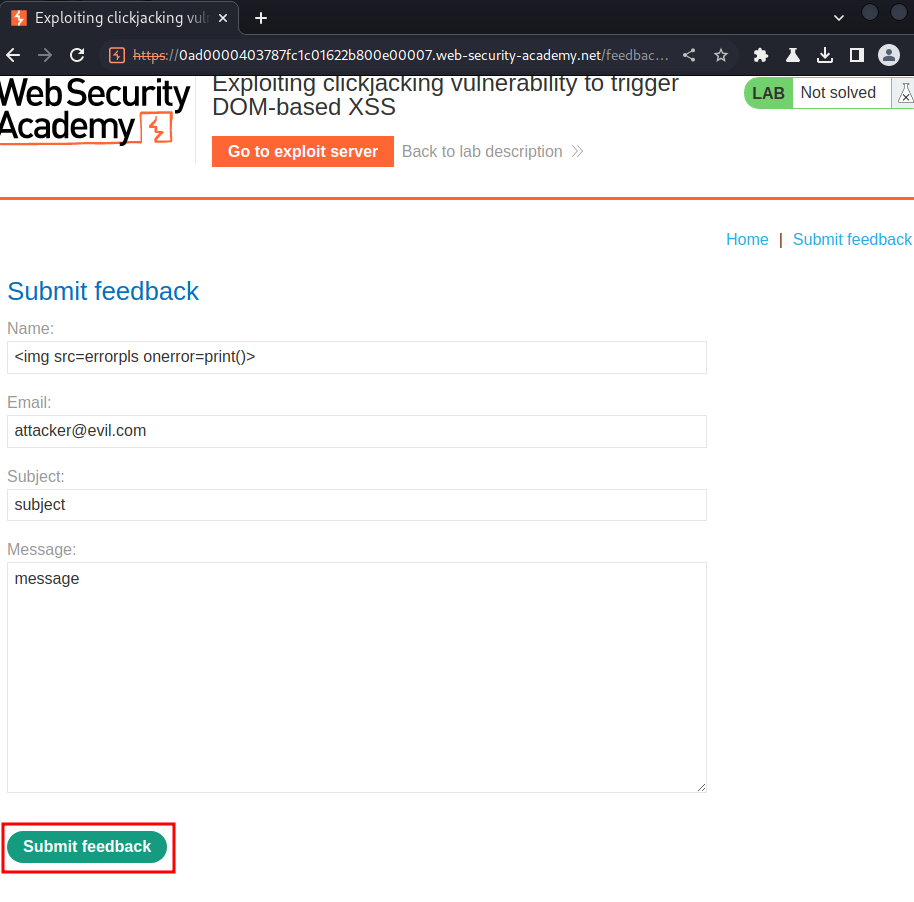 Exploiting clickjacking vul
https://0ad0000403787fc1c01622b800e00007.web-security-academy.net/feedbac...
Web Security
Academy
Exploiting clickjacking vulnerability to trigger
DOM-based XSS
LAB Not solved
Go to exploit server Back to lab description
Home | Submit feedback
Submit feedback
Name:
<img src=errorpls onerror=print()>
Email:
attacker@evil.com
Subject:
subject
Message:
message
Submit feedback